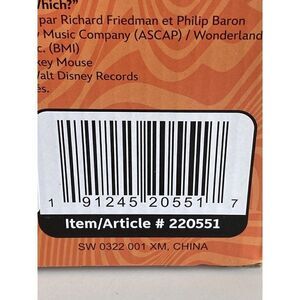 Which?"
par Richard Friedman et Philip Baron
Music Company (ASCAP) / Wonderland
c. (BMI)
key Mouse
Walt Disney Records
es.
1 91245 20551 7
Item/Article # 220551
SW 0322 001 XM, CHINA